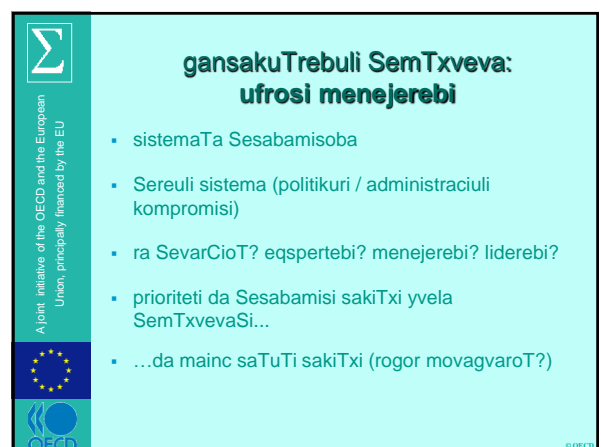 gansakuTrebuli SemTxveva:
ufrosi menejerebi
A joint initiative of the OECD and the European
Union, principally financed by the EU
▪ sistemaTa Sesabamisoba
▪ Sereuli sistema (politikuri / administraciuli
kompromisi)
▪ ra SevarCioT? eqspertebi? menejerebi? liderebi?
▪ prioriteti da Sesabamisi sakiTxi yvela
SemTxvevaSi...
▪ …da mainc saTuTi sakiTxi (rogor movagvaroT?)
OECD
© OECD